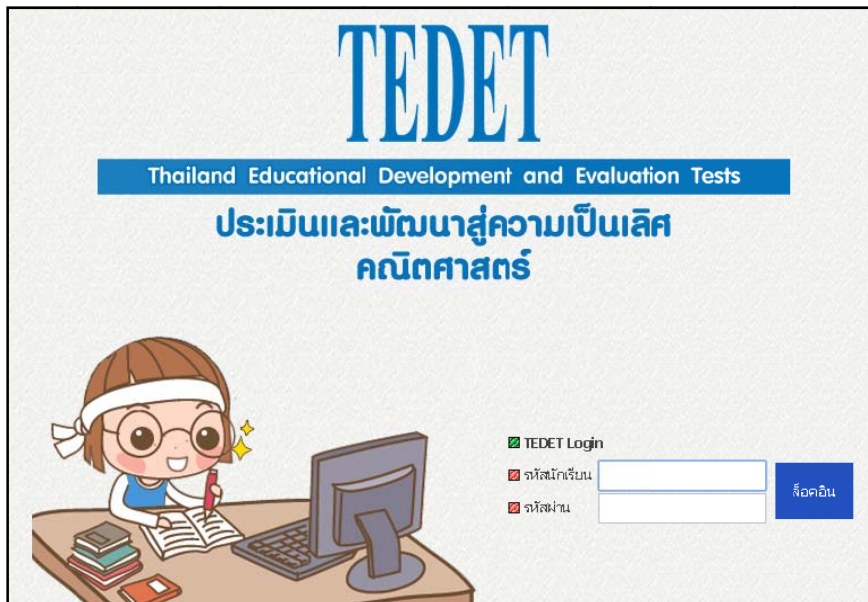 TEDET
Thailand Educational Development and Evaluation Tests
ประเมินและพัฒนาสู่ความเป็นเลิศ
คณิตศาสตร์
TEDET Login
รหัสนักเรียน
รหัสผ่าน
ล็อคอิน